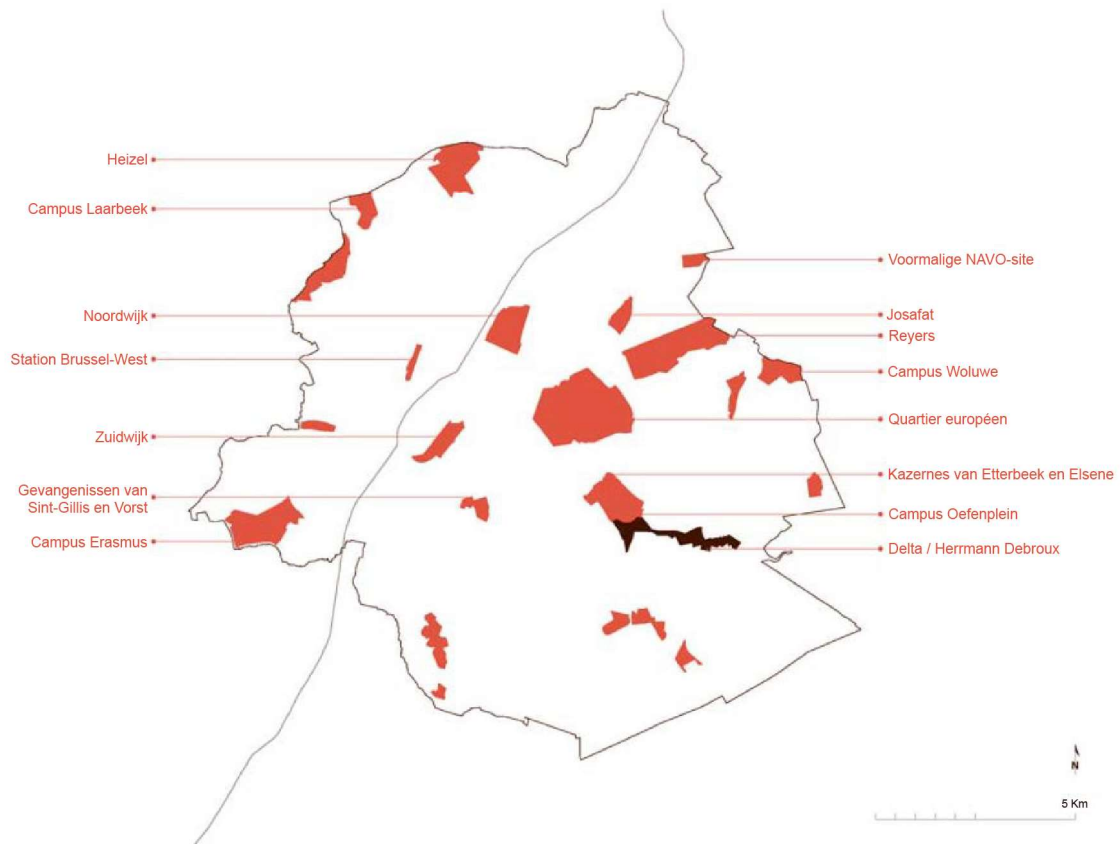 Heizel
Campus Laarbeek
Noordwijk
Station Brussel-West
Zuidwijk
Gevangenissen van
Sint-Gillis en Vorst
Campus Erasmus
Voormalige NAVO-site
Josafat
Reyers
Campus Woluwe
Quartier européen
Kazernes van Etterbeek en Elsene
Campus Oefenplein
Delta / Herrmann Debroux
N
5 Km